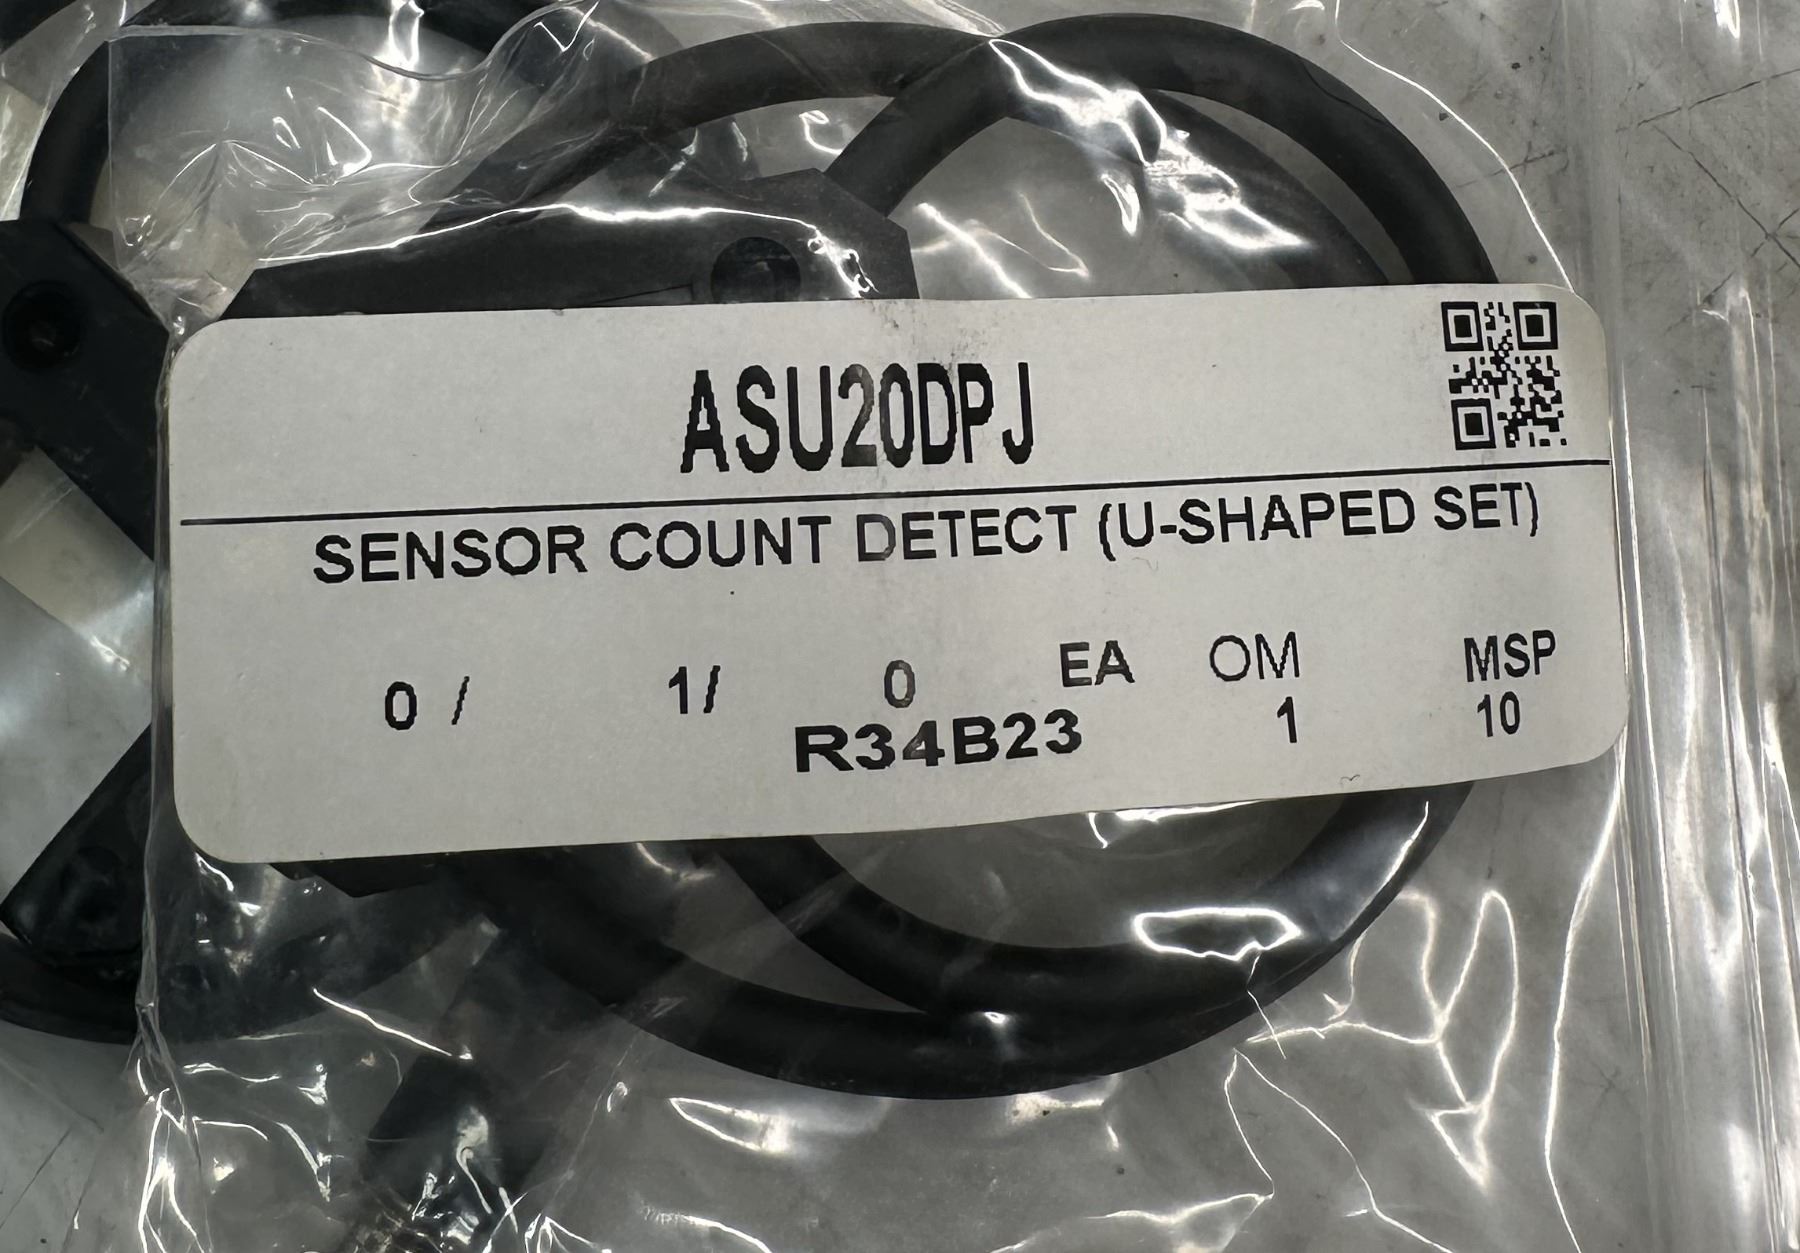 ASU20DPJ
SENSOR COUNT DETECT (U-SHAPED SET)
0 / 1/ 0 EA OM MSP
R34B23 1 10